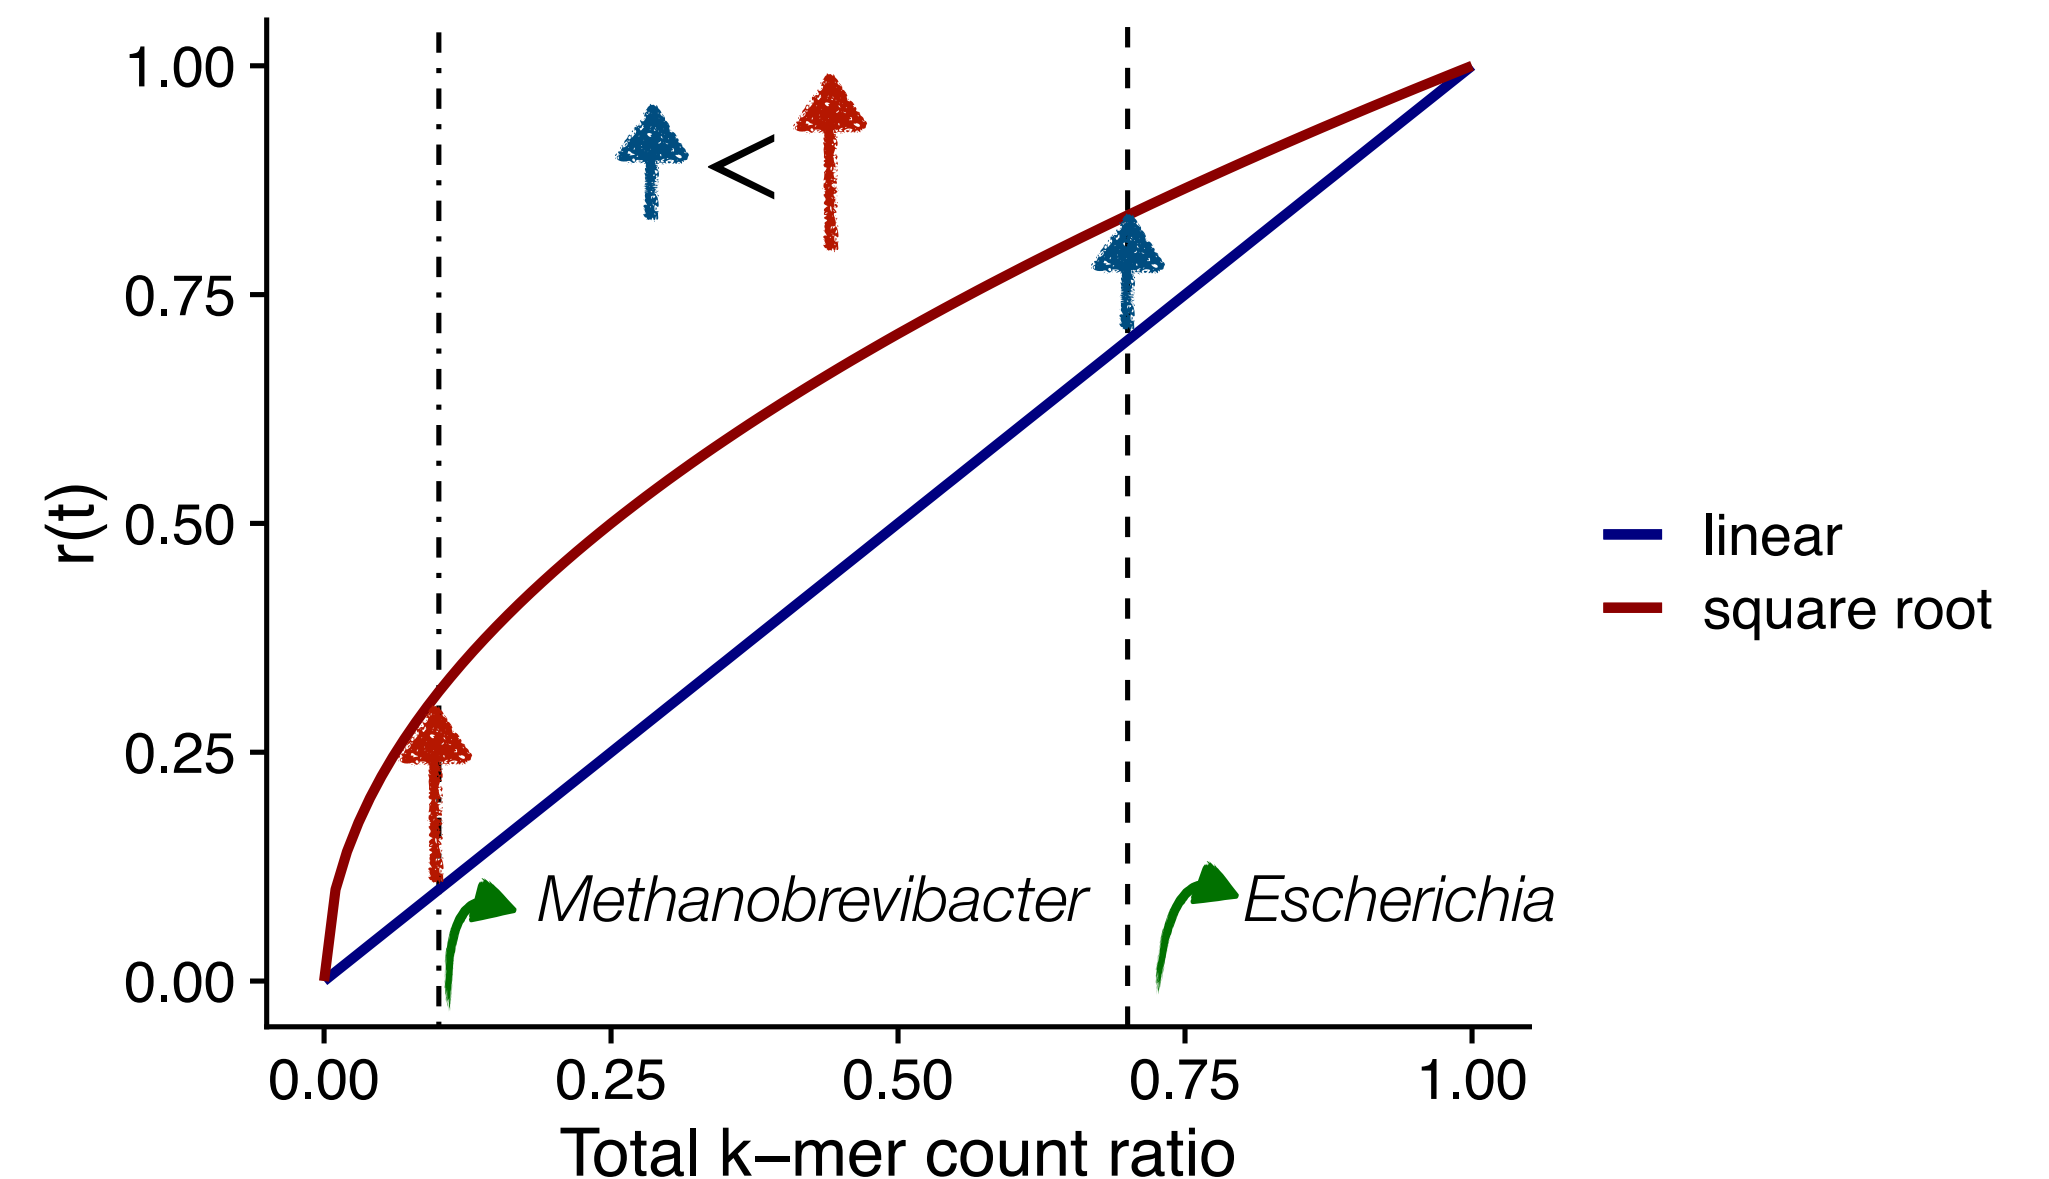 1.00
0.75
0.50
0.25
0.00
r(t)
<
Methanobrevibacter
Escherichia
0.00 0.25 0.50 0.75 1.00
Total k−mer count ratio
linear
square root